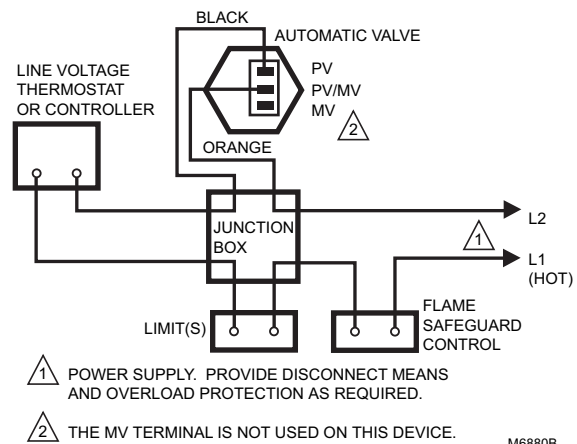 BLACK
AUTOMATIC VALVE
LINE VOLTAGE
THERMOSTAT
OR CONTROLLER
PV
PV/MV
MV
2
ORANGE
JUNCTION
BOX
L2
1
L1
(HOT)
LIMIT(S)
FLAME
SAFEGUARD
CONTROL
1 POWER SUPPLY. PROVIDE DISCONNECT MEANS
AND OVERLOAD PROTECTION AS REQUIRED.
2 THE MV TERMINAL IS NOT USED ON THIS DEVICE.
M6880B